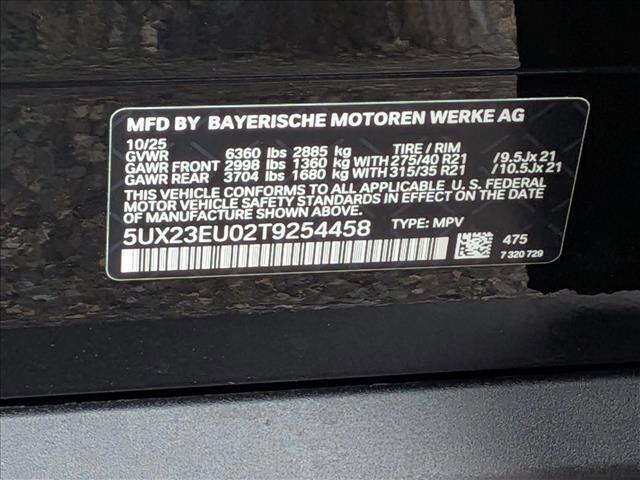 MFD BY BAYERISCHE MOTOREN WERKE AG
10/25
GVWR 6360 lbs 2885 kg TIRE / RIM
GAWR FRONT 2998 lbs 1360 kg WITH 275/40 R21 /9.5Jx21
GAWR REAR 3704 lbs 1680 kg WITH 315/35 R21 /10.5Jx21
THIS VEHICLE CONFORMS TO ALL APPLICABLE U.S. FEDERAL
MOTOR VEHICLE SAFETY STANDARDS IN EFFECT ON THE DATE
OF MANUFACTURE SHOWN ABOVE.
5UX23EU02T9254458 TYPE: MPV
475
7 320 729